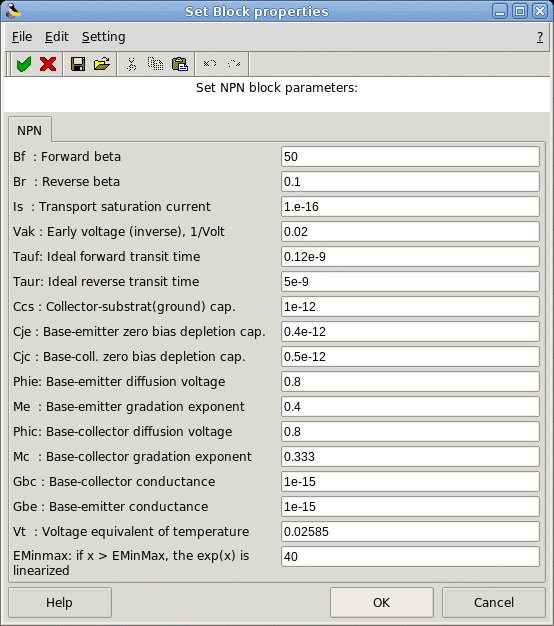 Set Block properties
File Edit Setting ?
Set NPN block parameters:
NPN
Bf : Forward beta 50
Br : Reverse beta 0.1
Is : Transport saturation current 1.e-16
Vak : Early voltage (inverse), 1/Volt 0.02
Tauf: Ideal forward transit time 0.12e-9
Taur: Ideal reverse transit time 5e-9
Ccs : Collector-substrat(ground) cap. 1e-12
Cje : Base-emitter zero bias depletion cap. 0.4e-12
Cjc : Base-coll. zero bias depletion cap. 0.5e-12
Phie: Base-emitter diffusion voltage 0.8
Me : Base-emitter gradation exponent 0.4
Phic: Base-collector diffusion voltage 0.8
Mc : Base-collector gradation exponent 0.333
Gbc : Base-collector conductance 1e-15
Gbe : Base-emitter conductance 1e-15
Vt : Voltage equivalent of temperature 0.02585
EMinmax: if x > EMinMax, the exp(x) is 40
linearized
Help OK Cancel